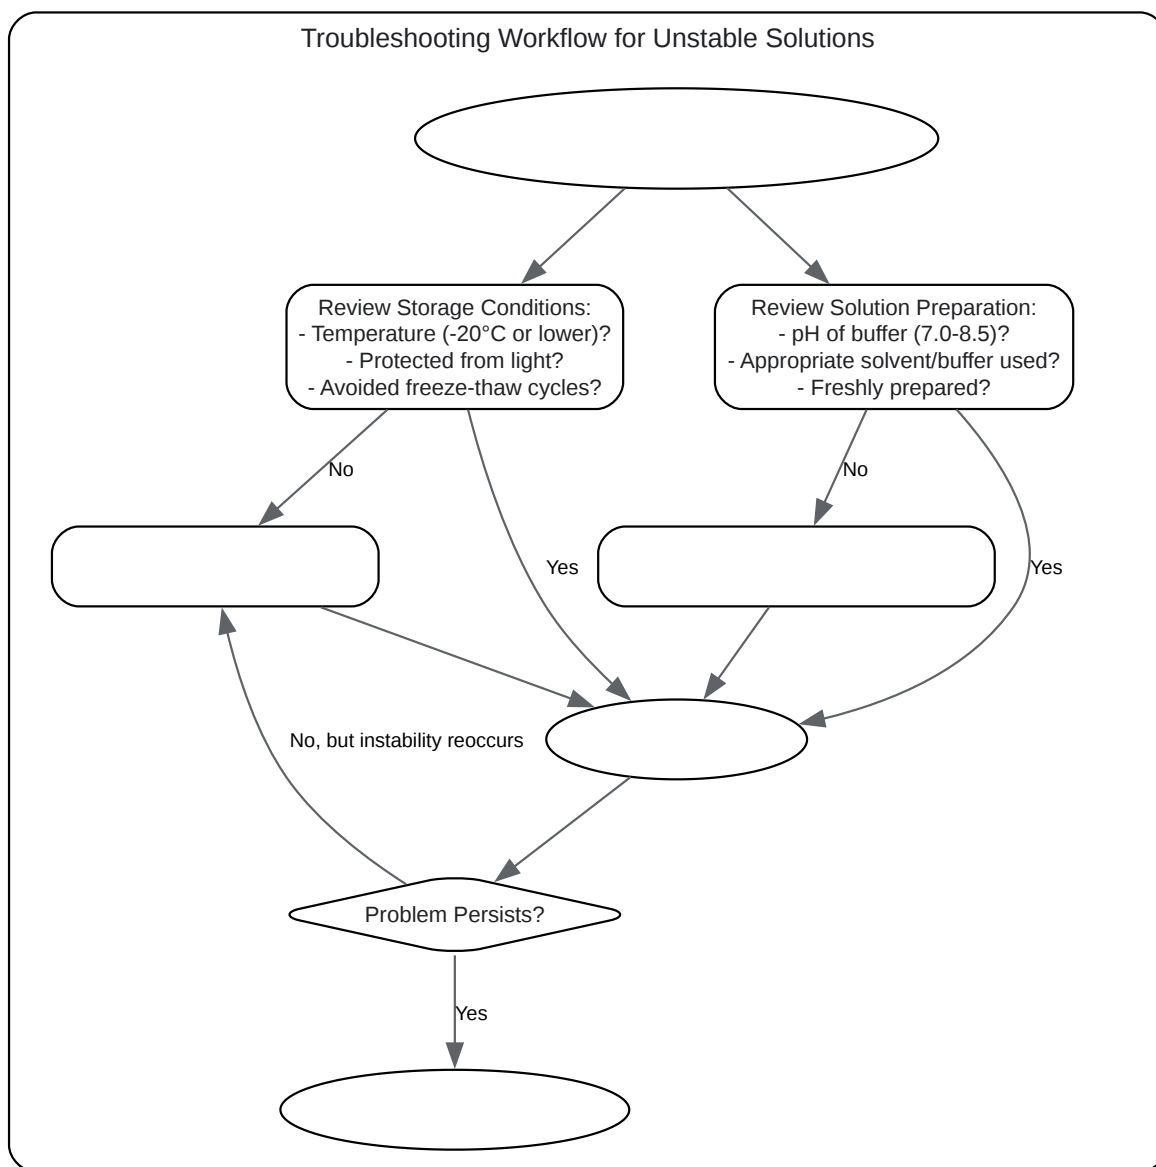 Troubleshooting Workflow for Unstable Solutions
Review Storage Conditions:
- Temperature (-20°C or lower)?
- Protected from light?
- Avoided freeze-thaw cycles?
Review Solution Preparation:
- pH of buffer (7.0-8.5)?
- Appropriate solvent/buffer used?
- Freshly prepared?
No
No
Yes
Yes
No, but instability reoccurs
Problem Persists?
Yes